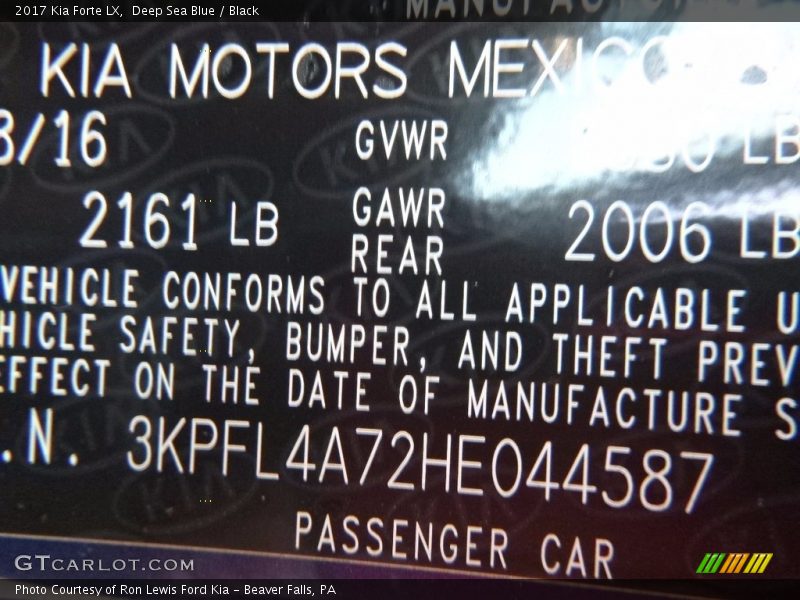 2017 Kia Forte LX, Deep Sea Blue / Black
KIA MOTORS MEXICO
/16 GVWR LB
2161 LB GAWR REAR 2006 LB
VEHICLE CONFORMS TO ALL APPLICABLE U
HICLE SAFETY, BUMPER, AND THEFT PREV
EFFECT ON THE DATE OF MANUFACTURE S
.N. 3KPFL4A72HE044587
PASSENGER CAR
GTCARLOT.COM
Photo Courtesy of Ron Lewis Ford Kia - Beaver Falls, PA